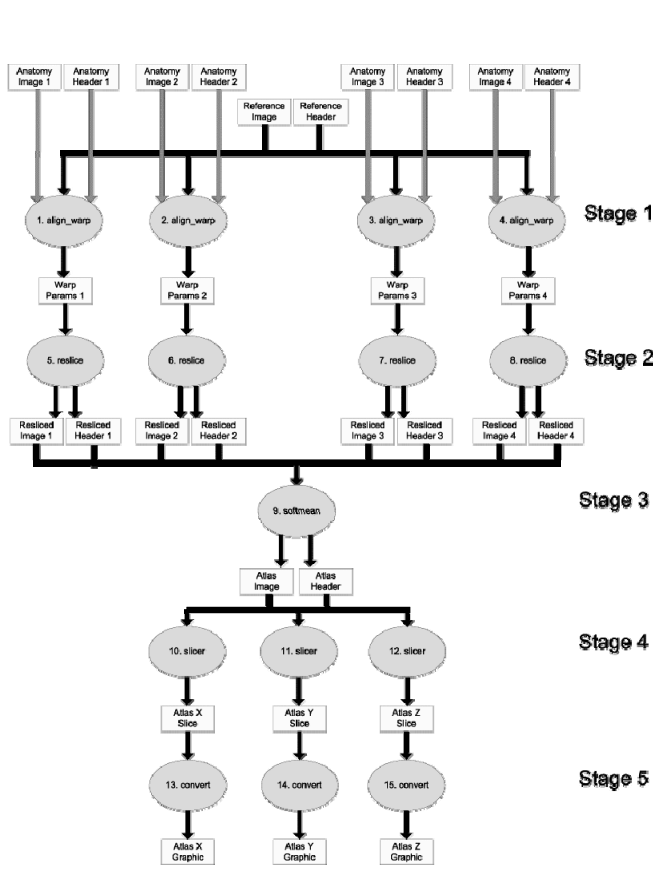 Anatomy
Image 1
Anatomy
Header 1
Anatomy
Image 2
Anatomy
Header 2
Anatomy
Image 3
Anatomy
Header 3
Anatomy
Image 4
Anatomy
Header 4
Reference
Image
Reference
Header
1. align_warp
2. align_warp
3. align_warp
4. align_warp
Stage 1
Warp
Params 1
Warp
Params 2
Warp
Params 3
Warp
Params 4
5. reslice
6. reslice
7. reslice
8. reslice
Stage 2
Resliced
Image 1
Resliced
Header 1
Resliced
Image 2
Resliced
Header 2
Resliced
Image 3
Resliced
Header 3
Resliced
Image 4
Resliced
Header 4
9. softmean
Stage 3
Atlas
Image
Atlas
Header
10. slicer
11. slicer
12. slicer
Stage 4
Atlas X
Slice
Atlas Y
Slice
Atlas Z
Slice
13. convert
14. convert
15. convert
Stage 5
Atlas X
Graphic
Atlas Y
Graphic
Atlas Z
Graphic